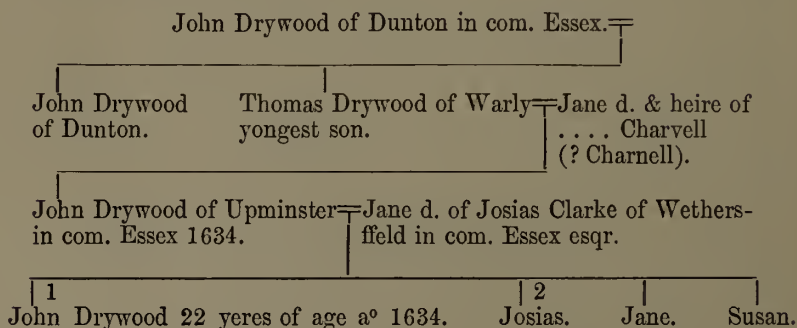 John Drywood of Dunton in com. Essex.
John Drywood
of Dunton.
Thomas Drywood of Warly
yongest son.
Jane d. & heire of
. . . . Charvell
(? Charnell).
John Drywood of Upminster
in com. Essex 1634.
Jane d. of Josias Clarke of Wethers-
ffeld in com. Essex esqr.
1
John Drywood 22 yeres of age aº 1634.
2
Josias.
Jane.
Susan.